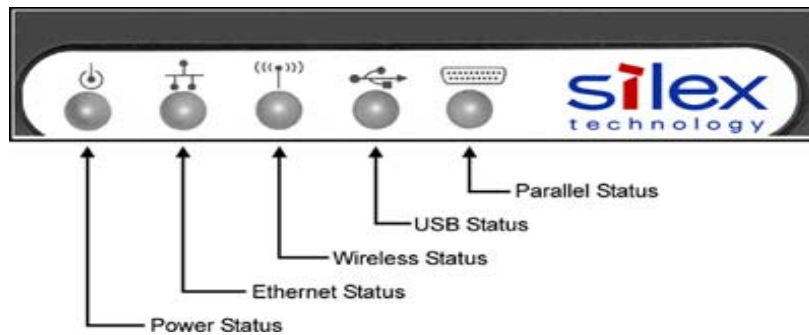 silex
technology
Parallel Status
USB Status
Wireless Status
Ethernet Status
Power Status